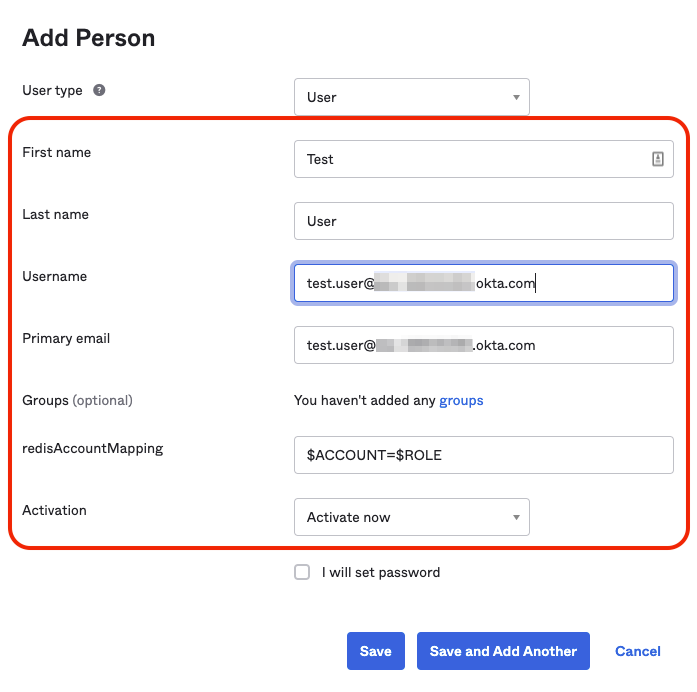 Add Person
User type ?
User
First name
Test
Last name
User
Username
test.user@ okta.com
Primary email
test.user@ .okta.com
Groups (optional)
You haven't added any groups
redisAccountMapping
$ACCOUNT=$ROLE
Activation
Activate now
I will set password
Save
Save and Add Another
Cancel